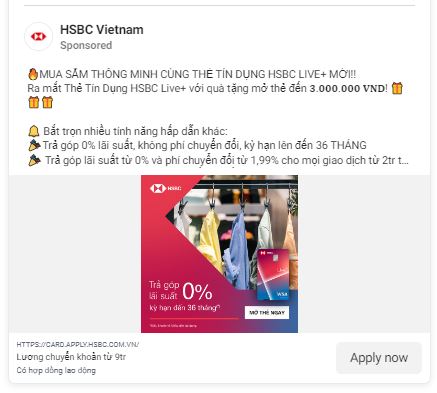 HSBC Vietnam
Sponsored
🔥MUA SẮM THÔNG MINH CÙNG THẺ TÍN DỤNG HSBC LIVE+ MỚI!!
Ra mắt Thẻ Tín Dụng HSBC Live+ với quà tặng mở thẻ đến 𝟑.𝟎𝟎𝟎.𝟎𝟎𝟎 𝐕𝐍𝐃! 🎁
🎁🎁
🔔 Bắt trọn nhiều tính năng hấp dẫn khác:
🎉Trả góp 0% lãi suất, không phí chuyển đổi, kỳ hạn lên đến 36 THÁNG
🎉 Trả góp lãi suất từ 0% và phí chuyển đổi từ 1,99% cho mọi giao dịch từ 2tr t...
HSBC
Trả góp
lãi suất 0%
kỳ hạn đến 36 tháng
VISA
MỞ THẺ NGAY
HTTPS://CARD.APPLY.HSBC.COM.VN/
Lương chuyển khoản từ 9tr
Có hợp đồng lao động
Apply now